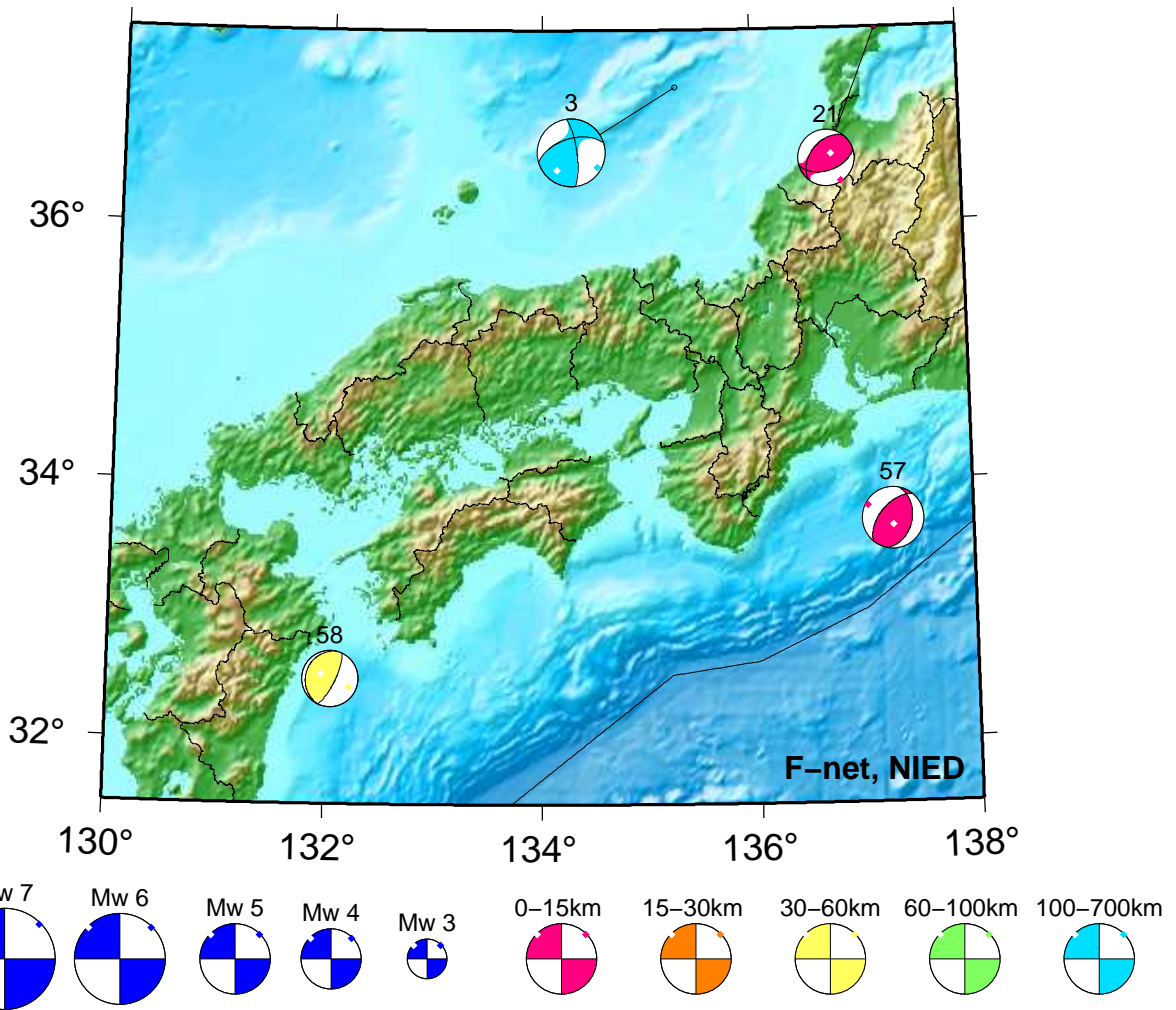 3
21
36°
34°
57
58
32°
F–net, NIED
130°
132°
134°
136°
138°
w 7
Mw 6
Mw 5
Mw 4
Mw 3
0–15km
15–30km
30–60km
60–100km
100–700km